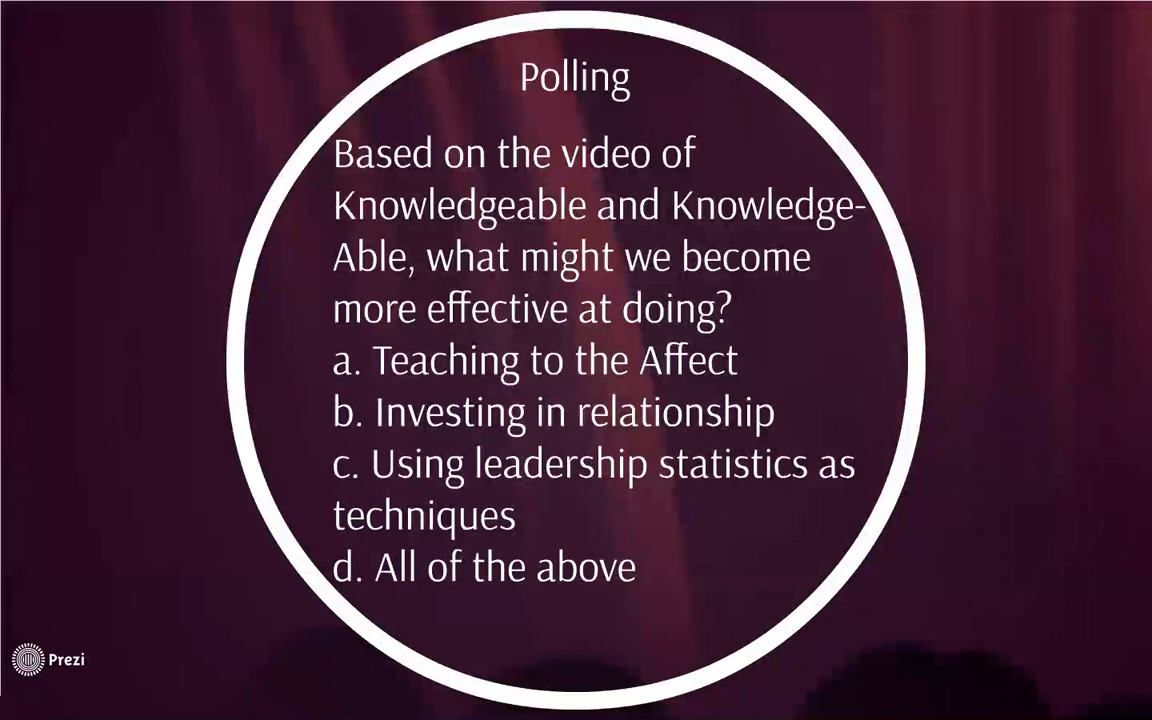 Polling
Based on the video of
Knowledgeable and Knowledge-
Able, what might we become
more effective at doing?
a. Teaching to the Affect
b. Investing in relationship
c. Using leadership statistics as
techniques
d. All of the above
Prezi